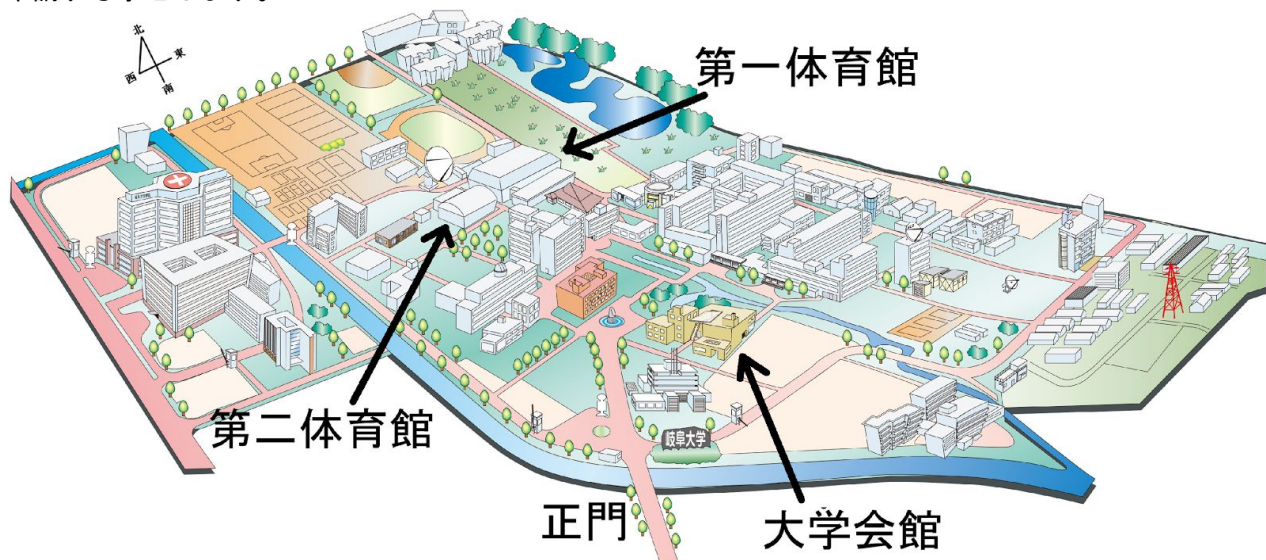 北
西 東
南
第一体育館
第二体育館
岐阜大学
正門
大学会館